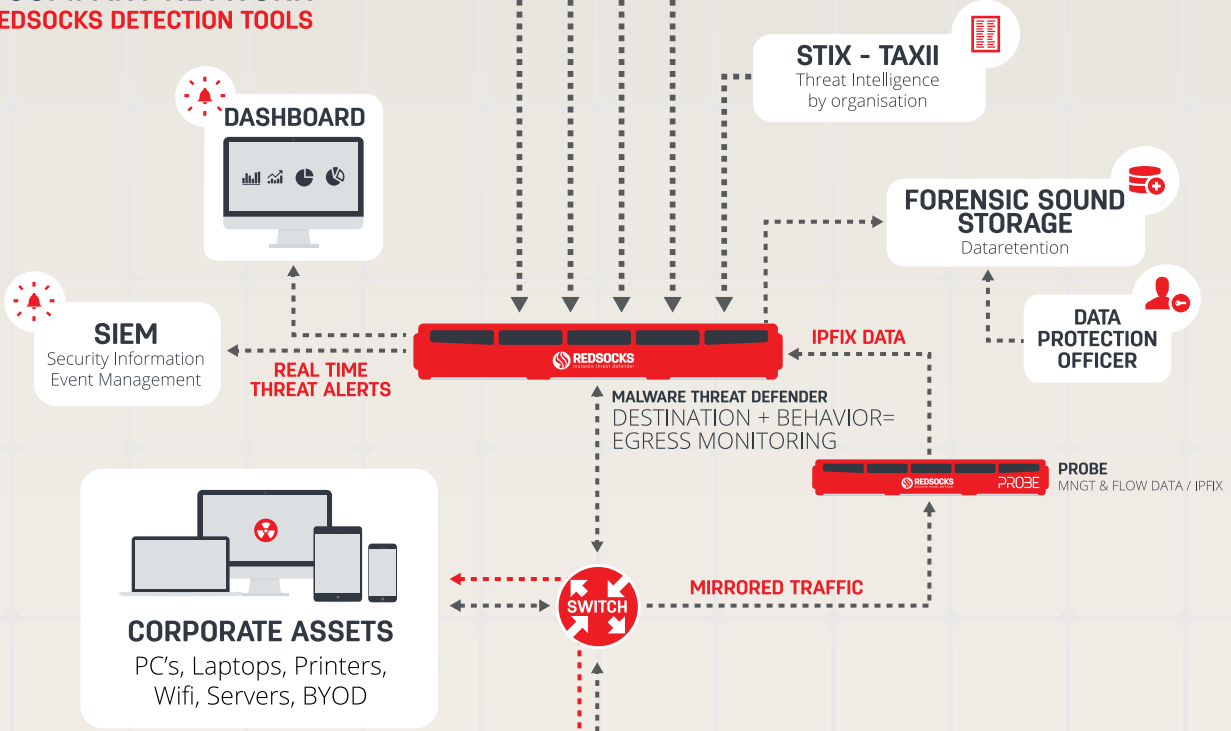 REDSOCKS DETECTION TOOLS
STIX - TAXII
Threat Intelligence
by organisation
DASHBOARD
FORENSIC SOUND
STORAGE
Dataretention
SIEM
Security Information
Event Management
REAL TIME
THREAT ALERTS
REDSOCKS
malware threat defender
IPFIX DATA
DATA
PROTECTION
OFFICER
MALWARE THREAT DEFENDER
DESTINATION + BEHAVIOR=
EGRESS MONITORING
REDSOCKS
PROBE
PROBE
MNGT & FLOW DATA / IPFIX
SWITCH
MIRRORED TRAFFIC
CORPORATE ASSETS
PC's, Laptops, Printers,
Wifi, Servers, BYOD